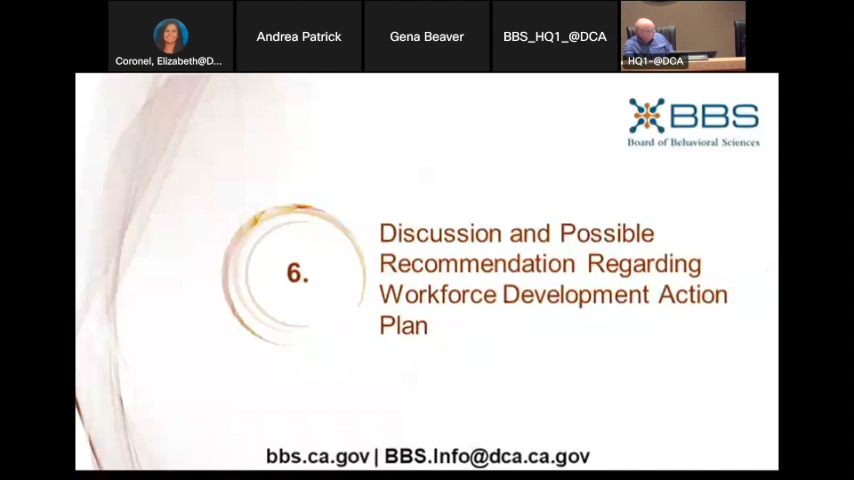 Coronel, Elizabeth@D...
Andrea Patrick
Gena Beaver
BBS_HQ1_@DCA
HQ1-@DCA
BBS
Board of Behavioral Sciences
6.
Discussion and Possible
Recommendation Regarding
Workforce Development Action
Plan
bbs.ca.gov | BBS.Info@dca.ca.gov